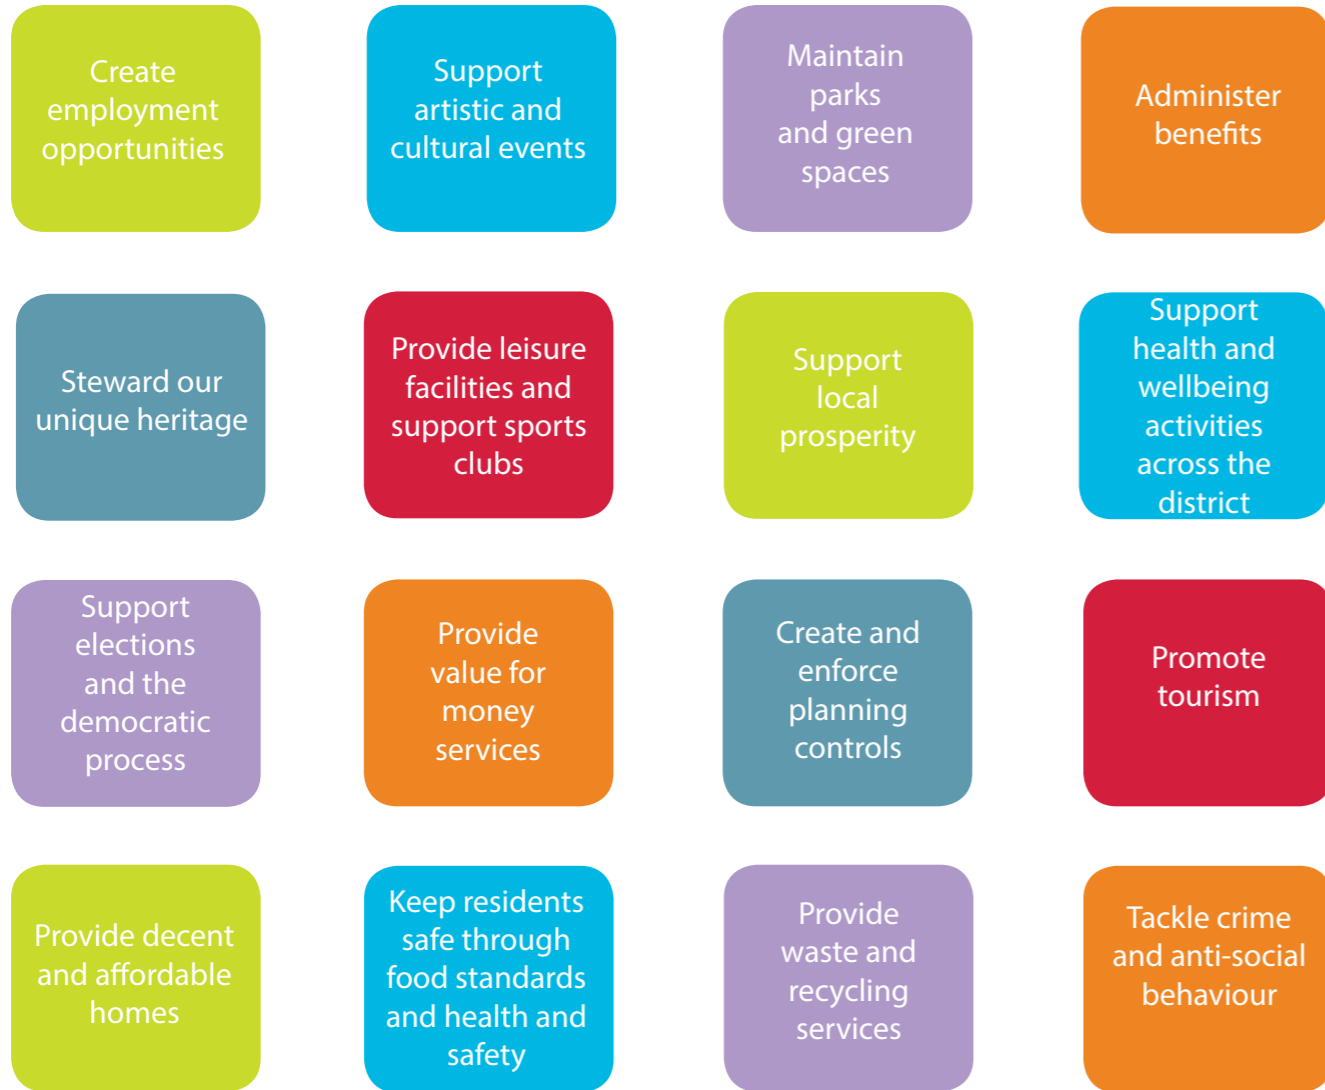 Create
employment
opportunities
Support
artistic and
cultural events
Maintain
parks
and green
spaces
Administer
benefits
Steward our
unique heritage
Provide leisure
facilities and
support sports
clubs
Support
local
prosperity
Support
health and
wellbeing
activities
across the
district
Support
elections
and the
democratic
process
Provide
value for
money
services
Create and
enforce
planning
controls
Promote
tourism
Provide decent
and affordable
homes
Keep residents
safe through
food standards
and health and
safety
Provide
waste and
recycling
services
Tackle crime
and anti-social
behaviour